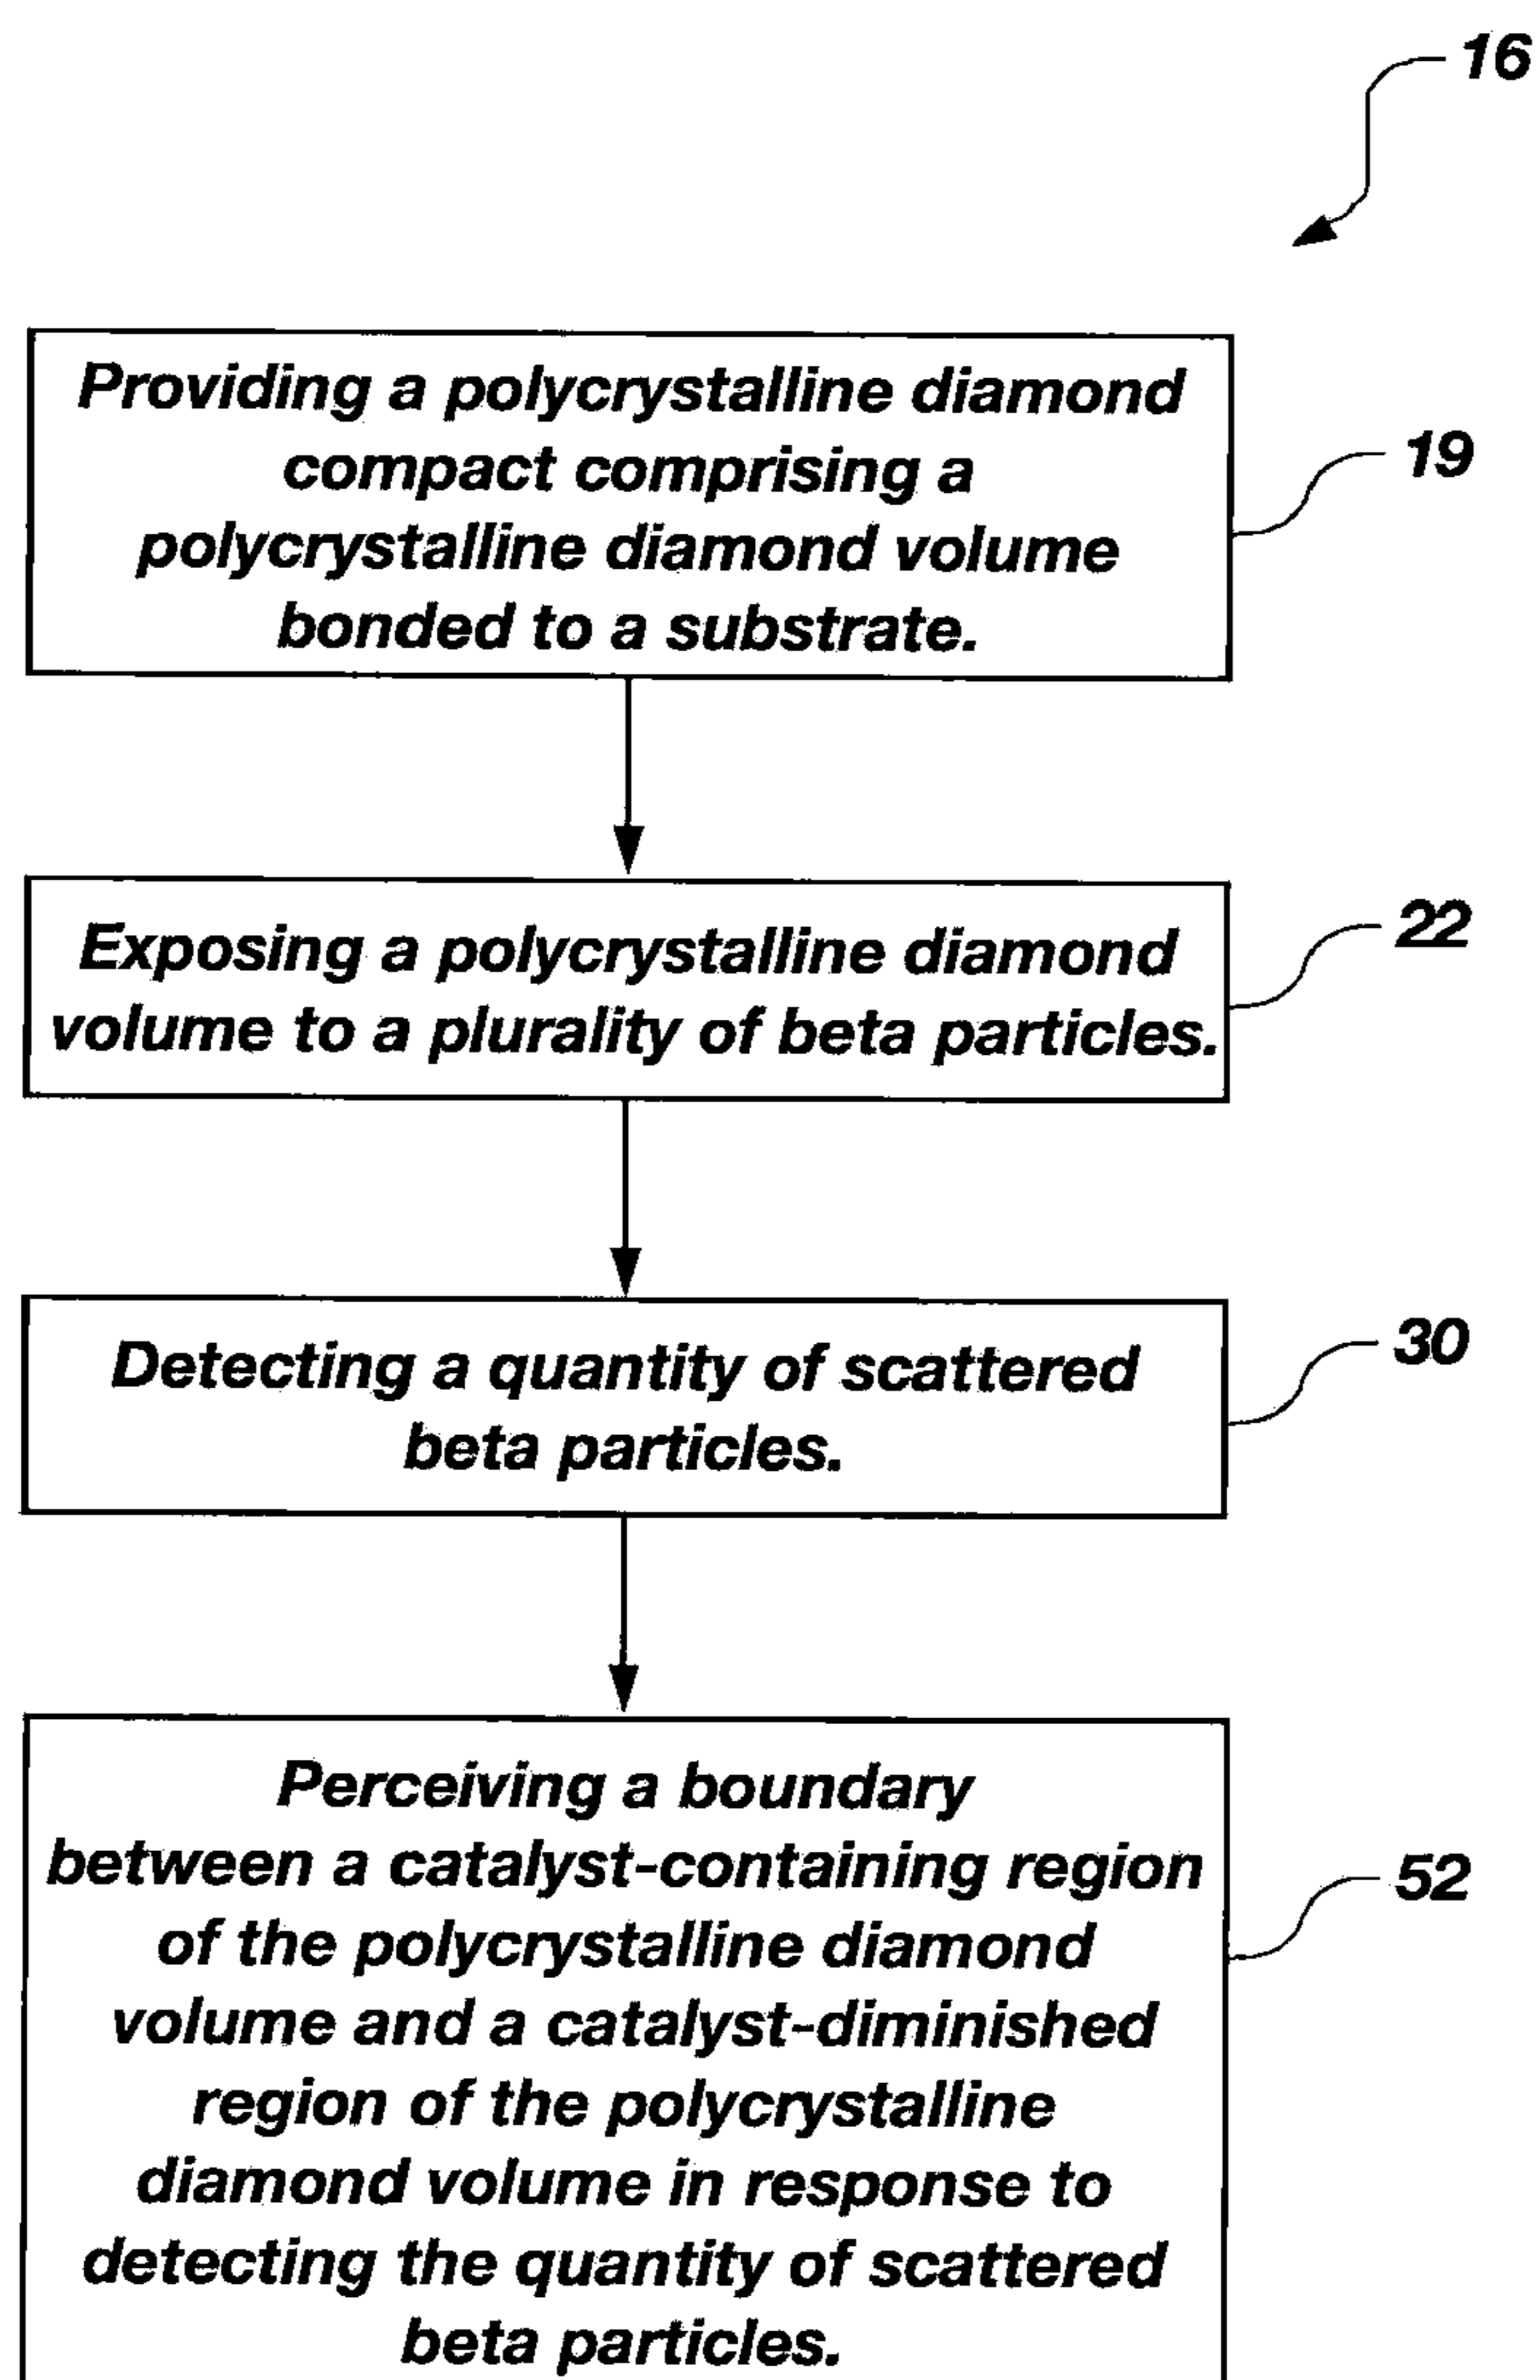 16
Providing a polycrystalline diamond
compact comprising a
polycrystalline diamond volume
bonded to a substrate.
19
Exposing a polycrystalline diamond
volume to a plurality of beta particles.
22
Detecting a quantity of scattered
beta particles.
30
Perceiving a boundary
between a catalyst-containing region
of the polycrystalline diamond
volume and a catalyst-diminished
region of the polycrystalline
diamond volume in response to
detecting the quantity of scattered
beta particles.
52